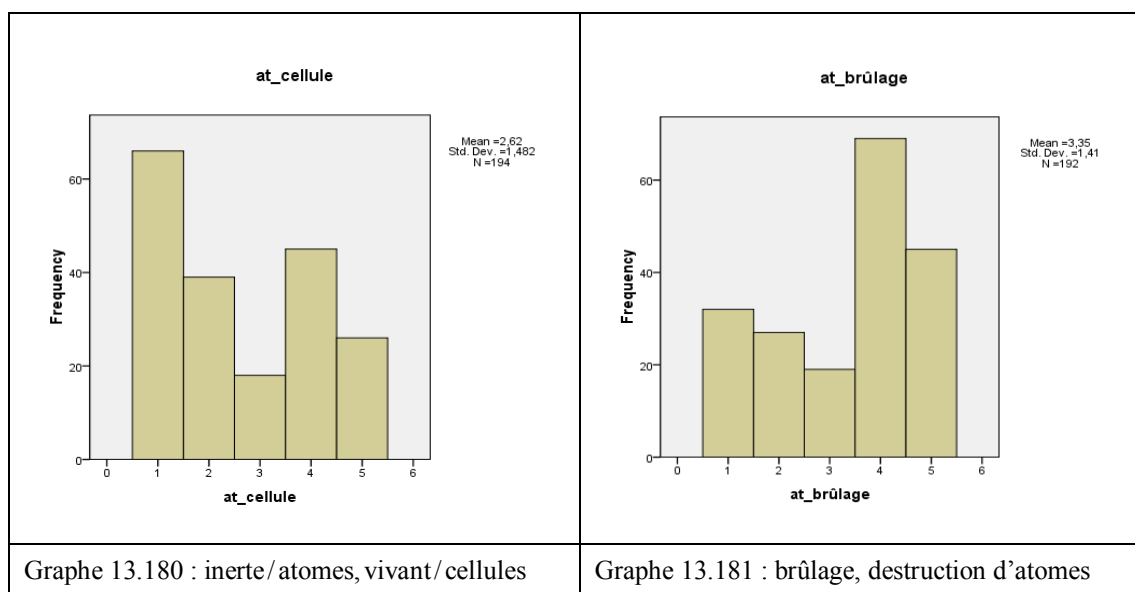 at_cellule
Mean =2,62
Std. Dev. =1,482
N =194
Frequency
60
40
20
0
0 1 2 3 4 5 6
at_cellule
Graphe 13.180 : inerte/atomes, vivant/cellules
at_brûlage
Mean =3,35
Std. Dev. =1,41
N =192
Frequency
60
40
20
0
0 1 2 3 4 5 6
at_brûlage
Graphe 13.181 : brûlage, destruction d’atomes